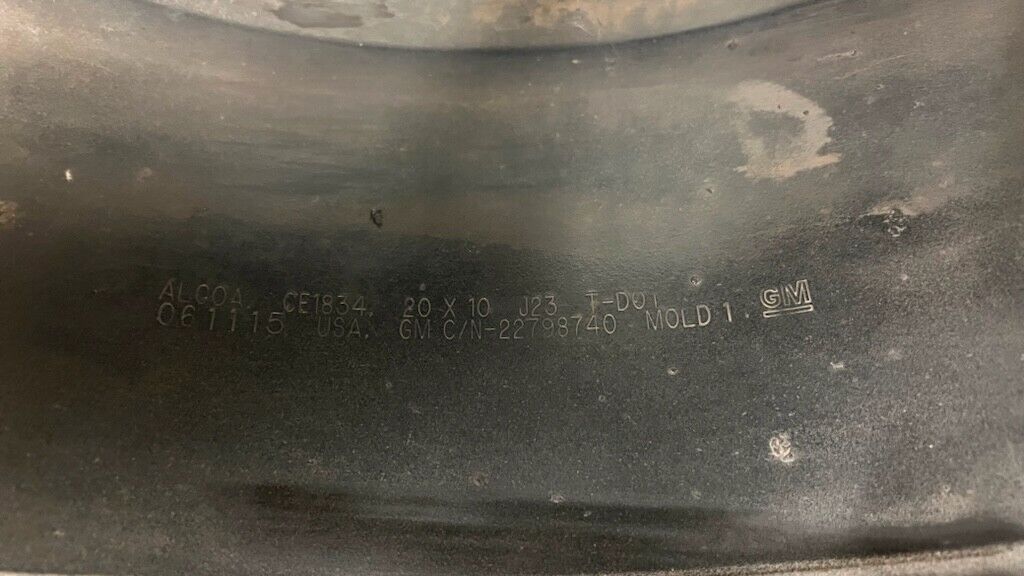 ALCOA. CE1834. 20 X 10 J23 T-DOT
061115 USA. GM C/N-22798740 MOLD 1. GM